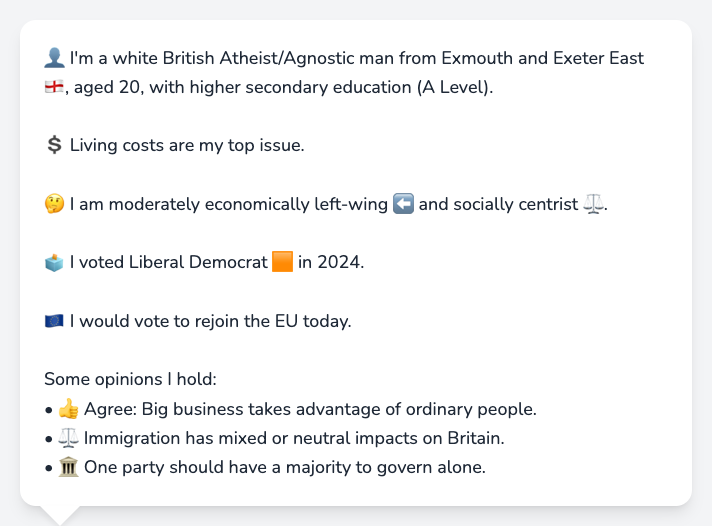 👤 I'm a white British Atheist/Agnostic man from Exmouth and Exeter East
🏴󠁧󠁢󠁥󠁮󠁧󠁿, aged 20, with higher secondary education (A Level).
💲 Living costs are my top issue.
🤔 I am moderately economically left-wing ⬅️ and socially centrist ⚖️.
🗳️ I voted Liberal Democrat 🟧 in 2024.
🇪🇺 I would vote to rejoin the EU today.
Some opinions I hold:
• 👍 Agree: Big business takes advantage of ordinary people.
• ⚖️ Immigration has mixed or neutral impacts on Britain.
• 🏛️ One party should have a majority to govern alone.